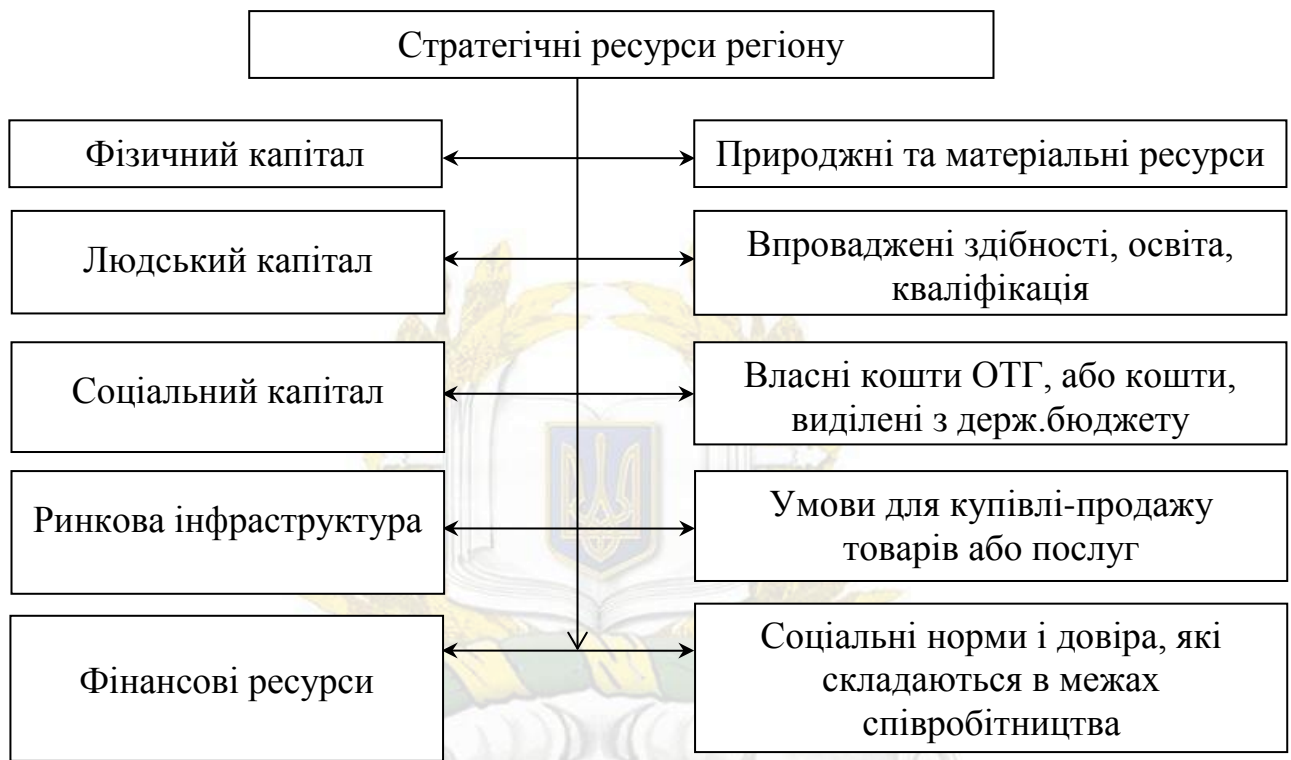 Стратегічні ресурси регіону
Фізичний капітал
Природжні та матеріальні ресурси
Людський капітал
Впроваджені здібності, освіта,
кваліфікація
Соціальний капітал
Власні кошти ОТГ, або кошти,
виділені з держ.бюджету
Ринкова інфраструктура
Умови для купівлі-продажу
товарів або послуг
Фінансові ресурси
Соціальні норми і довіра, які
складаються в межах
співробітництва